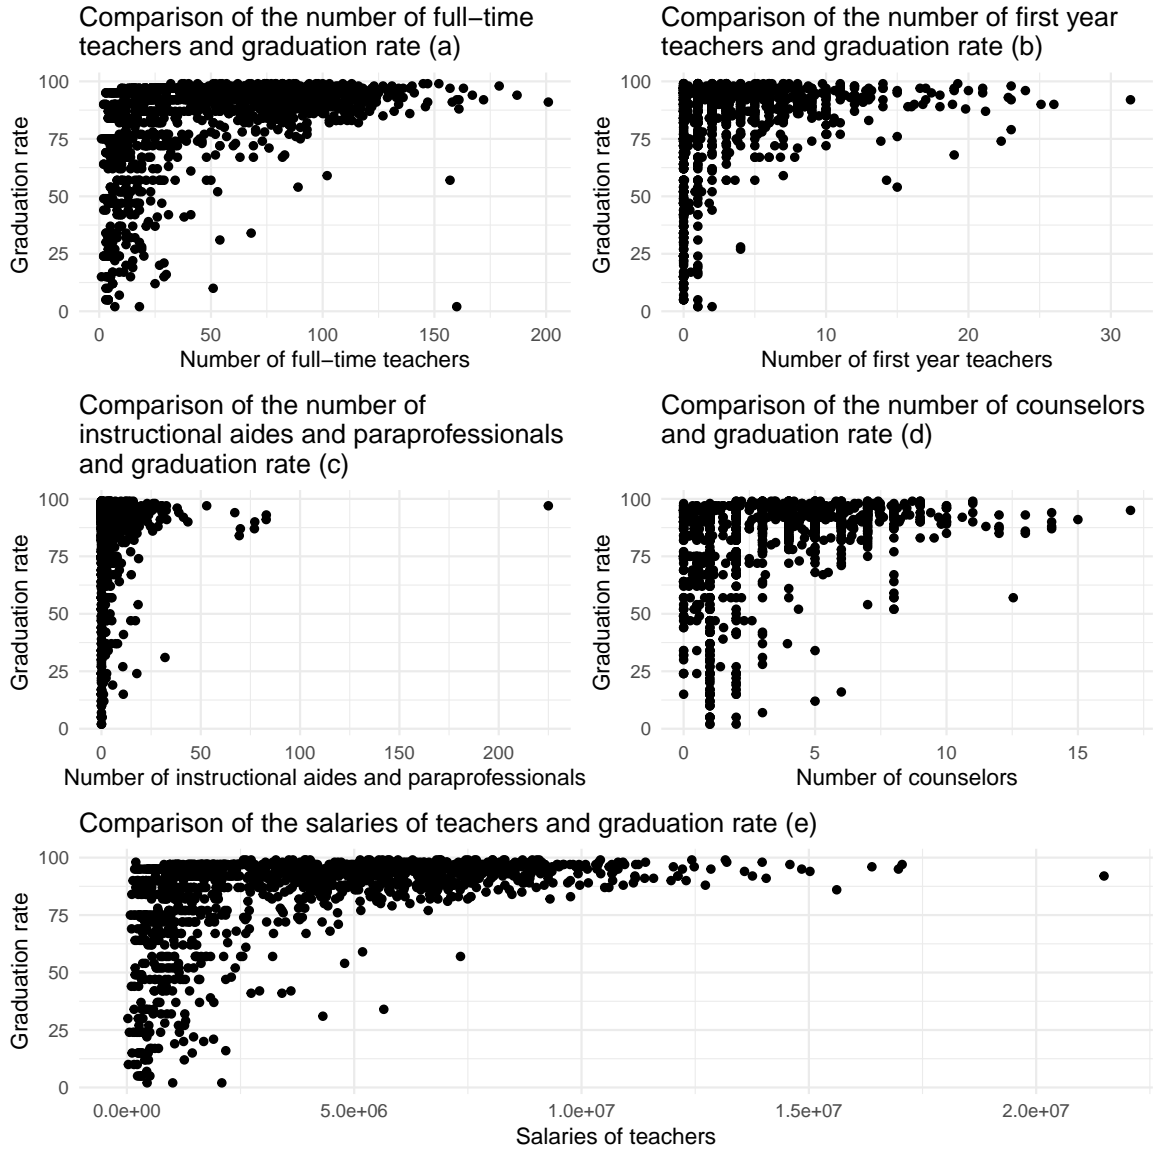 Comparison of the number of full−time
teachers and graduation rate (a)
Graduation rate
100
75
50
25
0
0 50 100 150 200
Number of full−time teachers
Comparison of the number of first year
teachers and graduation rate (b)
Graduation rate
100
75
50
25
0
0 10 20 30
Number of first year teachers
Comparison of the number of
instructional aides and paraprofessionals
and graduation rate (c)
Graduation rate
100
75
50
25
0
0 50 100 150 200
Number of instructional aides and paraprofessionals
Comparison of the number of counselors
and graduation rate (d)
Graduation rate
100
75
50
25
0
0 5 10 15
Number of counselors
Comparison of the salaries of teachers and graduation rate (e)
Graduation rate
100
75
50
25
0
0.0e+00 5.0e+06 1.0e+07 1.5e+07 2.0e+07
Salaries of teachers